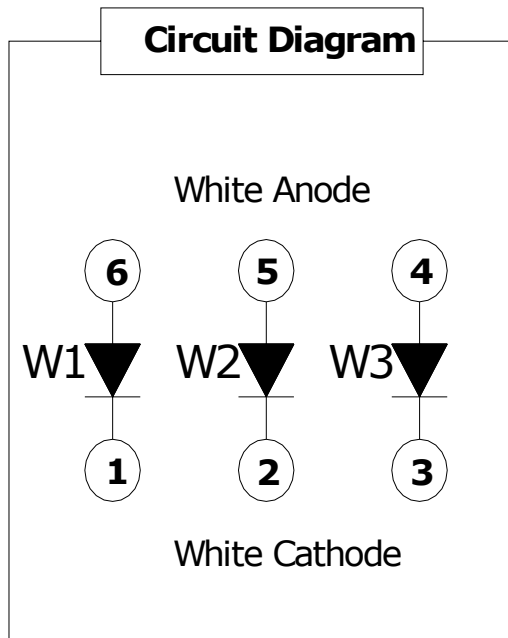 Circuit Diagram
White Anode
6 5 4
W1 W2 W3
1 2 3
White Cathode